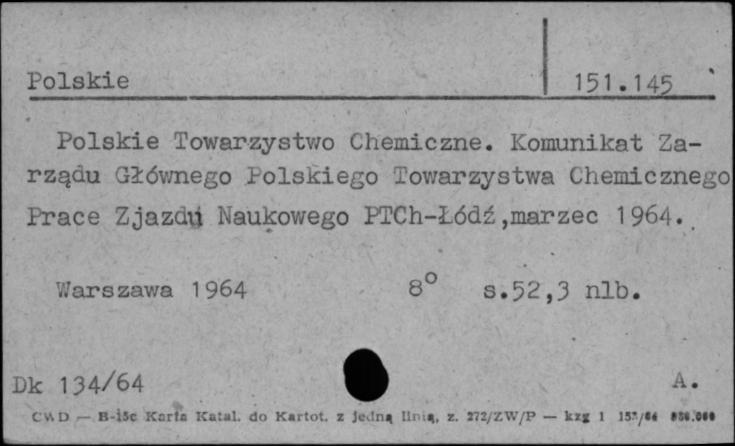 Polskie 151.145
Polskie Towarzystwo Chemiczne. Komunikat Za-
rządu Głównego Polskiego Towarzystwa Chemicznego
Prace Zjazdu Naukowego PTCh-Łódź,marzec 1964.
Warszawa 1964 8° s.52,3 nlb.
Dk 134/64 A.
CWD — B-15c Karta Katal. do Kartot. z jedną linią, z. 272/ZW/P — kzg 1